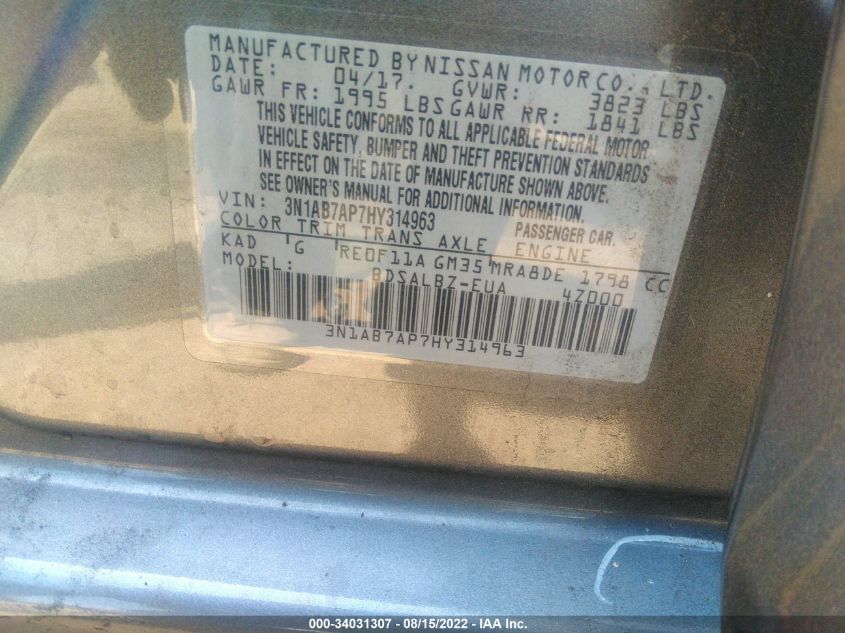 MANUFACTURED BY NISSAN MOTOR CO., LTD.
DATE: 04/17. GVWR: 3823 LBS
GAWR FR: 1995 LBS GAWR RR: 1841 LBS
THIS VEHICLE CONFORMS TO ALL APPLICABLE FEDERAL MOTOR
VEHICLE SAFETY, BUMPER AND THEFT PREVENTION STANDARDS
IN EFFECT ON THE DATE OF MANUFACTURE SHOWN ABOVE.
SEE OWNER'S MANUAL FOR ADDITIONAL INFORMATION.
VIN: 3N1AB7AP7HY314963 PASSENGER CAR.
COLOR TRIM TRANS AXLE ENGINE
KAD G RE0F11A GM35 MRA8DE 1798 CC
MODEL: BDSALBZ-EUA 4Z000
3N1AB7AP7HY314963
000-34031307 - 08/15/2022 - IAA Inc.